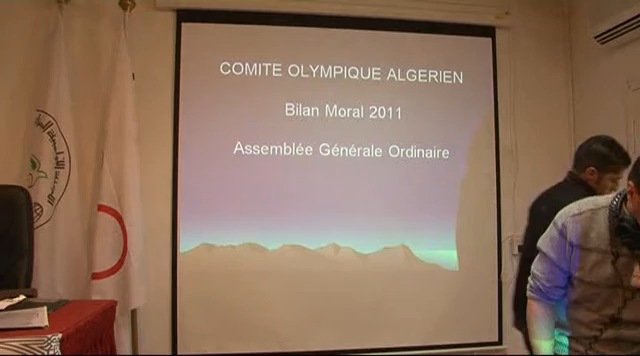 COMITE OLYMPIQUE ALGERIEN
Bilan Moral 2011
Assemblée Générale Ordinaire